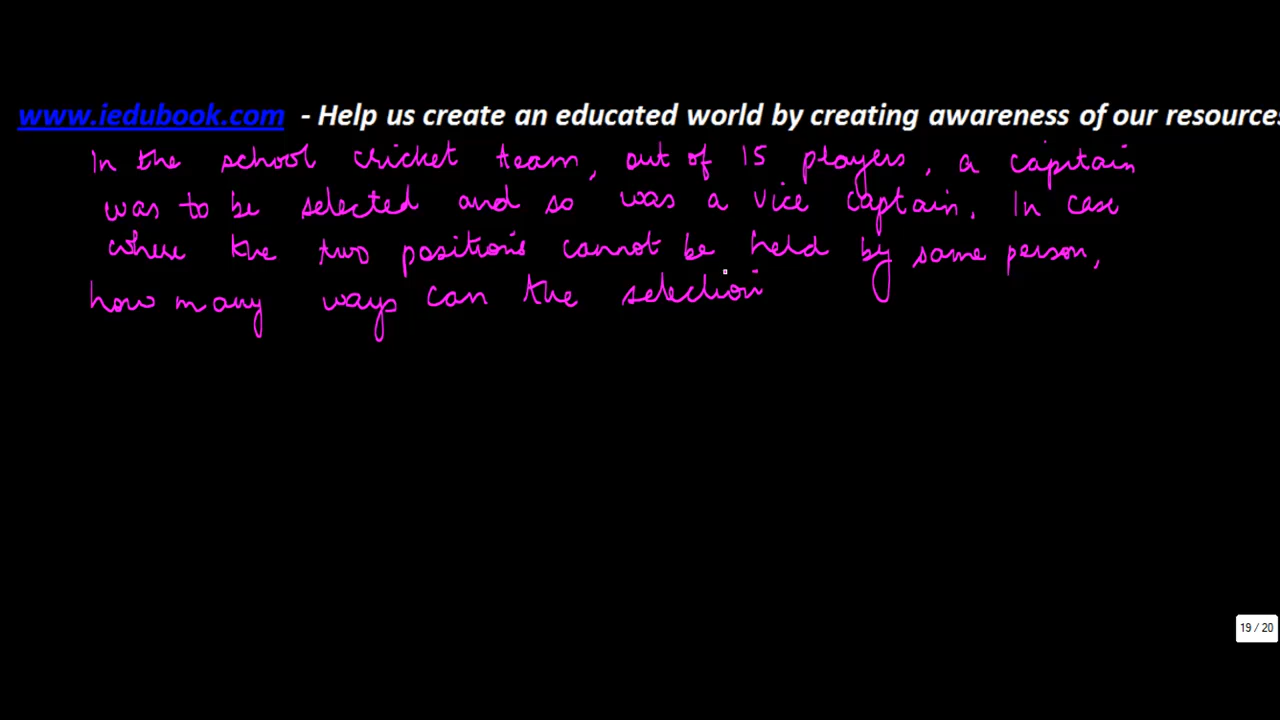 www.iedubook.com - Help us create an educated world by creating awareness of our resources
In the school cricket team, out of 15 players, a capitain
was to be selected and so was a vice captain. In case
where the two positions cannot be held by same person,
how many ways can the selection
19 / 20